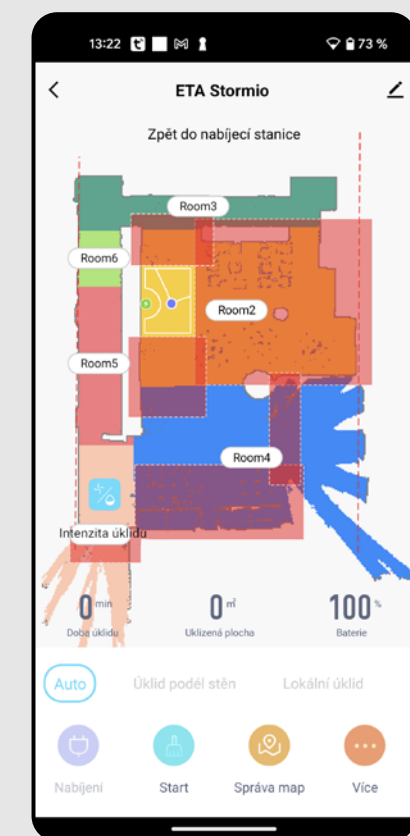 13:22 73 %
ETA Stormio
Zpět do nabíjecí stanice
Room3
Room6
Room2
Room5
Room4
Intenzita úklidu
0 min 0 m² 100 %
Doba úklidu Uklizená plocha Baterie
Auto Úklid podél stěn Lokální úklid
Nabíjení Start Správa map Více